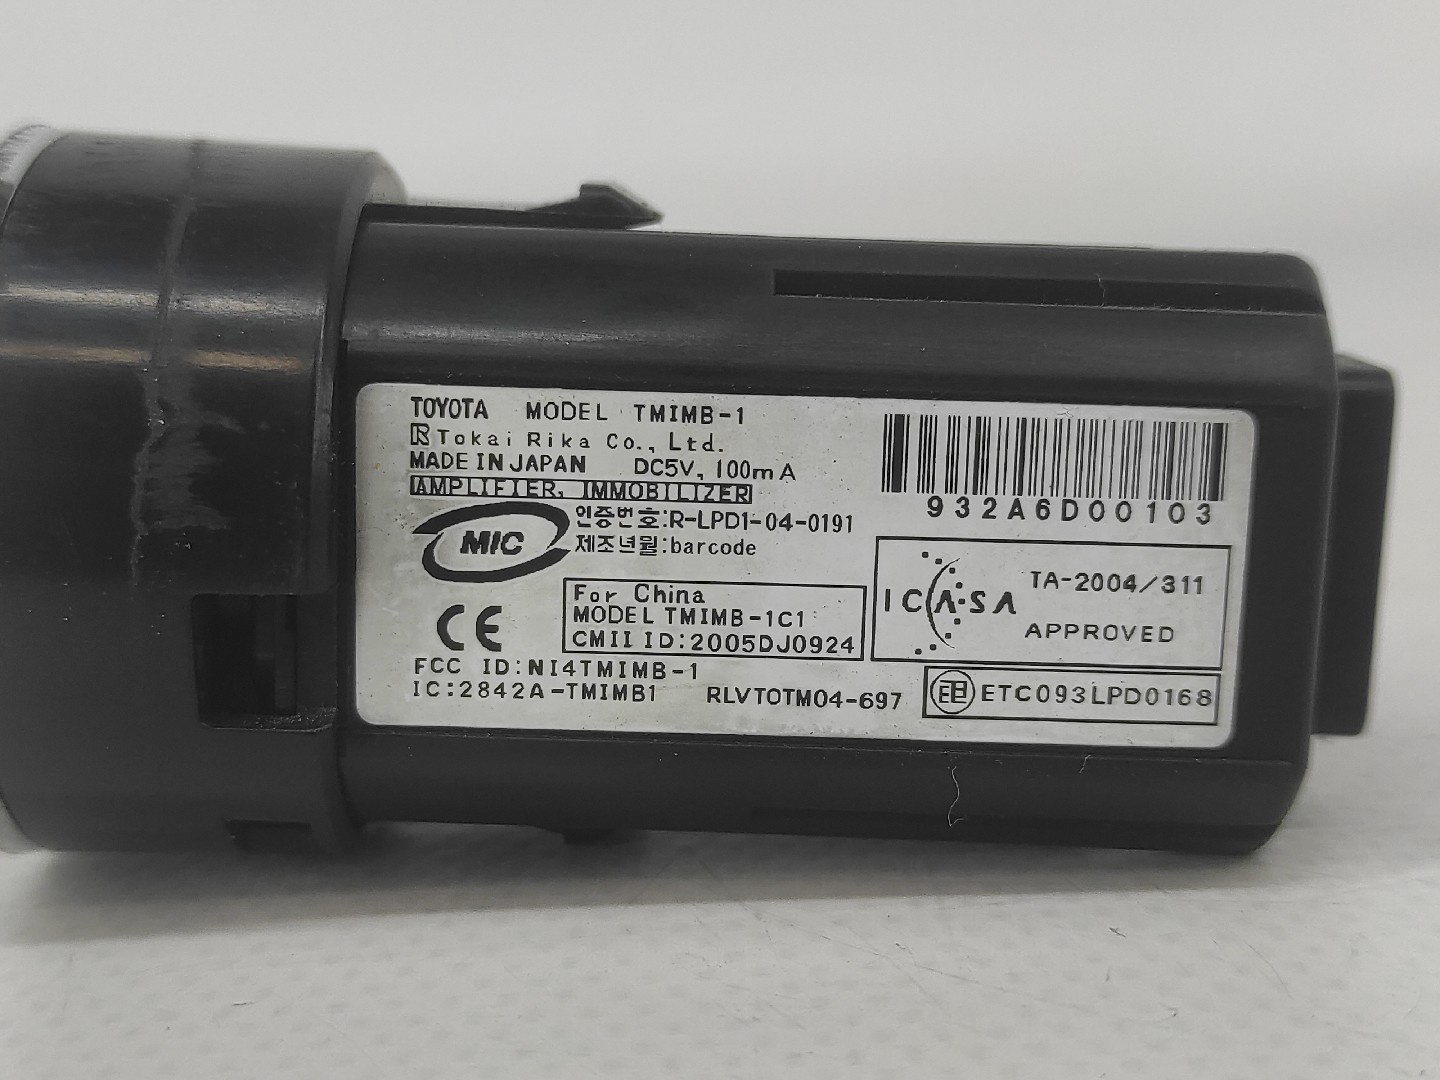 TOYOTA MODEL TMIMB-1
R Tokai Rika Co., Ltd.
MADE IN JAPAN DC5V, 100mA
AMPLIFIER, IMMOBILIZER
932A6D00103
MIC
인증번호:R-LPD1-04-0191
제조년월:barcode
CE
For China
MODEL TMIMB-1C1
CMII ID:2005DJ0924
ICASA
TA-2004/311
APPROVED
FCC ID:NI4TMIMB-1
IC:2842A-TMIMB1 RLVTOTM04-697
ETC093LPD0168